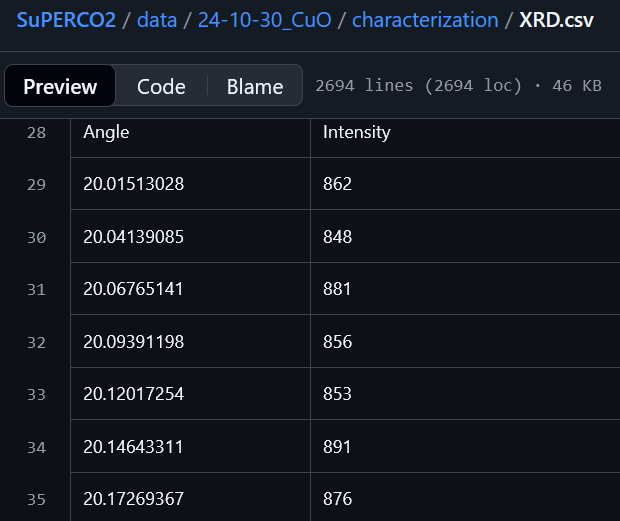 SuPERCO2 / data / 24-10-30_CuO / characterization / XRD.csv
Preview Code Blame 2694 lines (2694 loc) · 46 KB
28 Angle Intensity
29 20.01513028 862
30 20.04139085 848
31 20.06765141 881
32 20.09391198 856
33 20.12017254 853
34 20.14643311 891
35 20.17269367 876